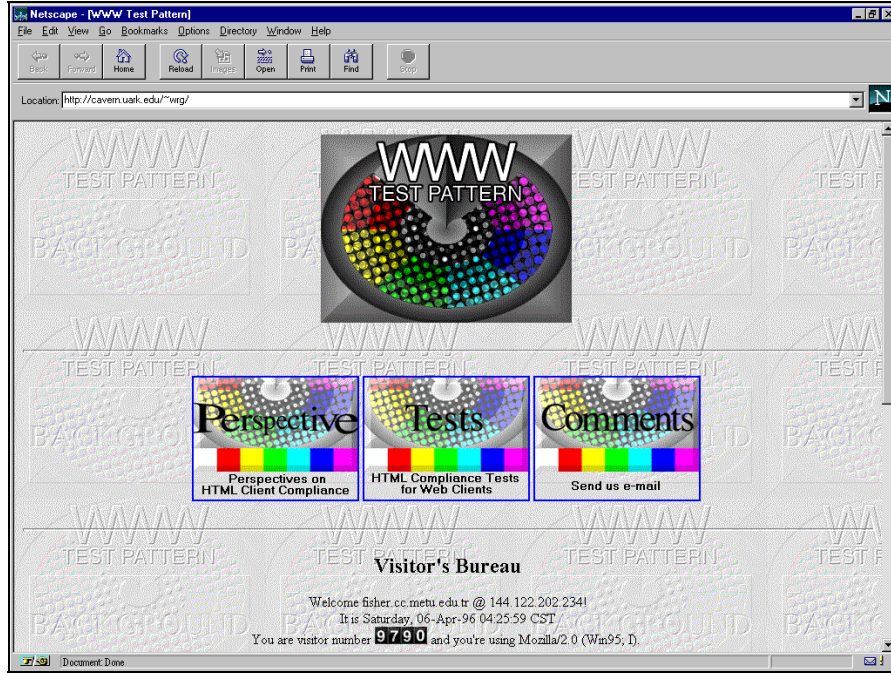 Netscape - [WWW Test Pattern]
File Edit View Go Bookmarks Options Directory Window Help
Back Forward Home Reload Images Open Print Find Stop
Location: http://cavern.uark.edu/~wrg/
N
WWW
TEST PATTERN
BACKGROUND
WWW
TEST PATTERN
Perspective
Perspectives on
HTML Client Compliance
Tests
HTML Compliance Tests
for Web Clients
Comments
Send us e-mail
Visitor's Bureau
Welcome fisher.cc.metu.edu.tr @ 144.122.202.234!
It is Saturday, 06-Apr-96 04:25:59 CST
You are visitor number 9790 and you're using Mozilla/2.0 (Win95; I).
Document: Done